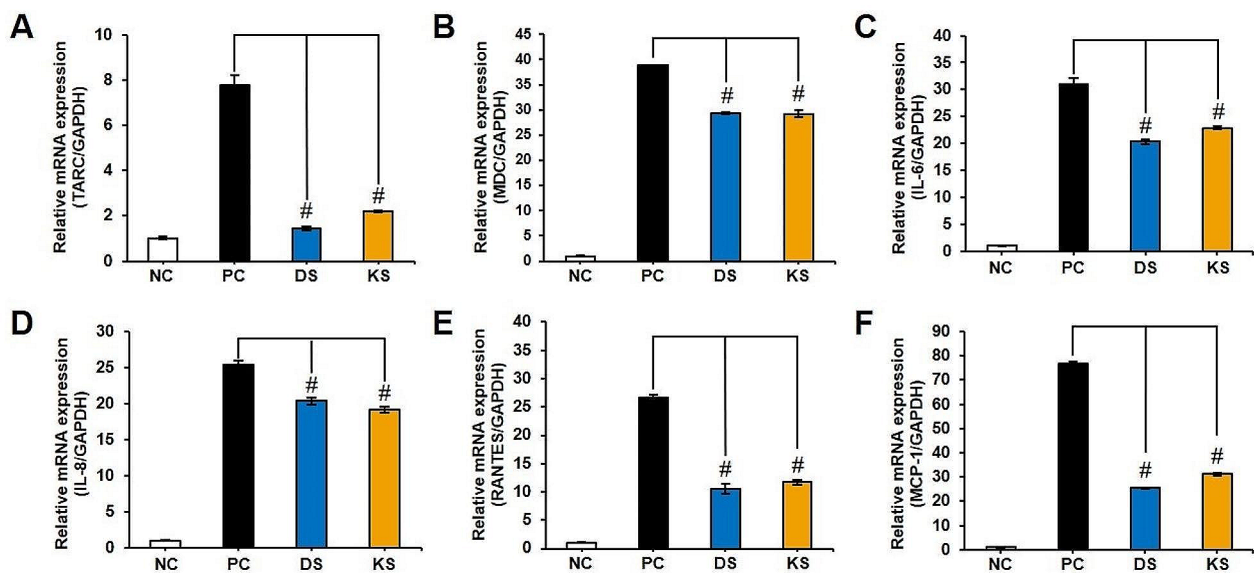 A
Relative mRNA expression
(TARC/GAPDH)
10
8
6
4
2
0
#
#
NC PC DS KS
B
Relative mRNA expression
(MDC/GAPDH)
45
40
35
30
25
20
15
10
5
0
#
#
NC PC DS KS
C
Relative mRNA expression
(IL-6/GAPDH)
40
35
30
25
20
15
10
5
0
#
#
NC PC DS KS
D
Relative mRNA expression
(IL-8/GAPDH)
30
25
20
15
10
5
0
#
#
NC PC DS KS
E
Relative mRNA expression
(RANTES/GAPDH)
40
35
30
25
20
15
10
5
0
#
#
NC PC DS KS
F
Relative mRNA expression
(MCP-1/GAPDH)
90
80
70
60
50
40
30
20
10
0
#
#
NC PC DS KS